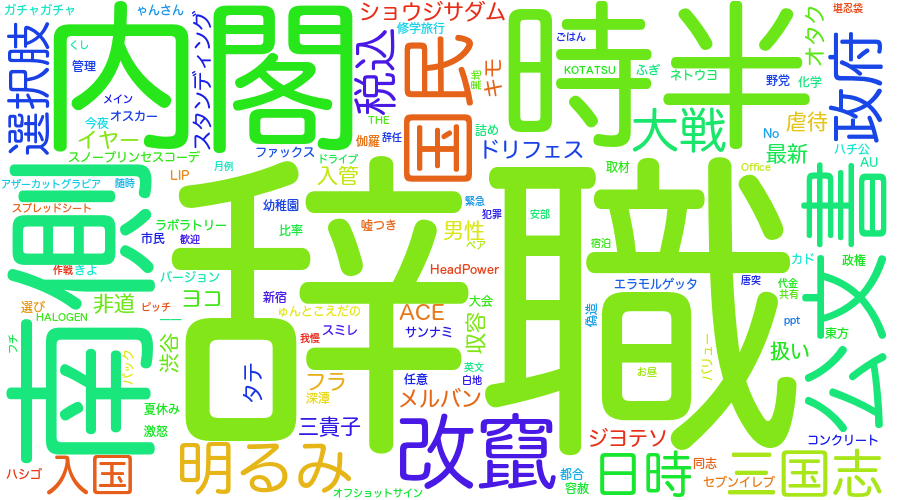 ガチャガチャ
ゃんさん
ショウジサダム
堪忍袋
くし
管理
内閣
スタンディング
税込
修学旅行
国民
キモ
時半
ごはん
KOTATSU
ふぎ
ネトウヨ
オタク
野党
化学
政府
選択肢
メイン
オスカー
今夜
イヤー
スノープリンセスコーデ
ファックス
THE
辞任
伽羅
詰め
ドリフェス
大戦
No
虐待
ハチ公
最新
AU
月例
ドライブ
入管
LIP
アザーカットグラビア
随時
スプレッドシート
南側
辞職
幼稚園
緊急
犯罪
安部
取材
Office
公文書
ラボラトリー
比率
嘘つき
男性
ペア
市民
歓迎
宿泊
作戦
きよ
バージョン
HeadPower
エラモルゲッタ
唐突
カド
政権
代金
共有
選び
ピッチ
非道
ヨコ
新宿
ゅんとこえだの
ACE
大会
偽造
ppt
東方
HALOGEN
スミレ
サンナミ
我慢
収容
プチ
渋谷
パック
タテ
フラ
深潭
任意
英文
白地
お昼
バリュー
扱い
夏休み
激怒
三貴子
メルバン
改竄
ジヨテソ
コンクリート
ハシゴ
入国
明るみ
オフショットサイン
都合
容赦
日時
同志
セブンイレブ
三国志